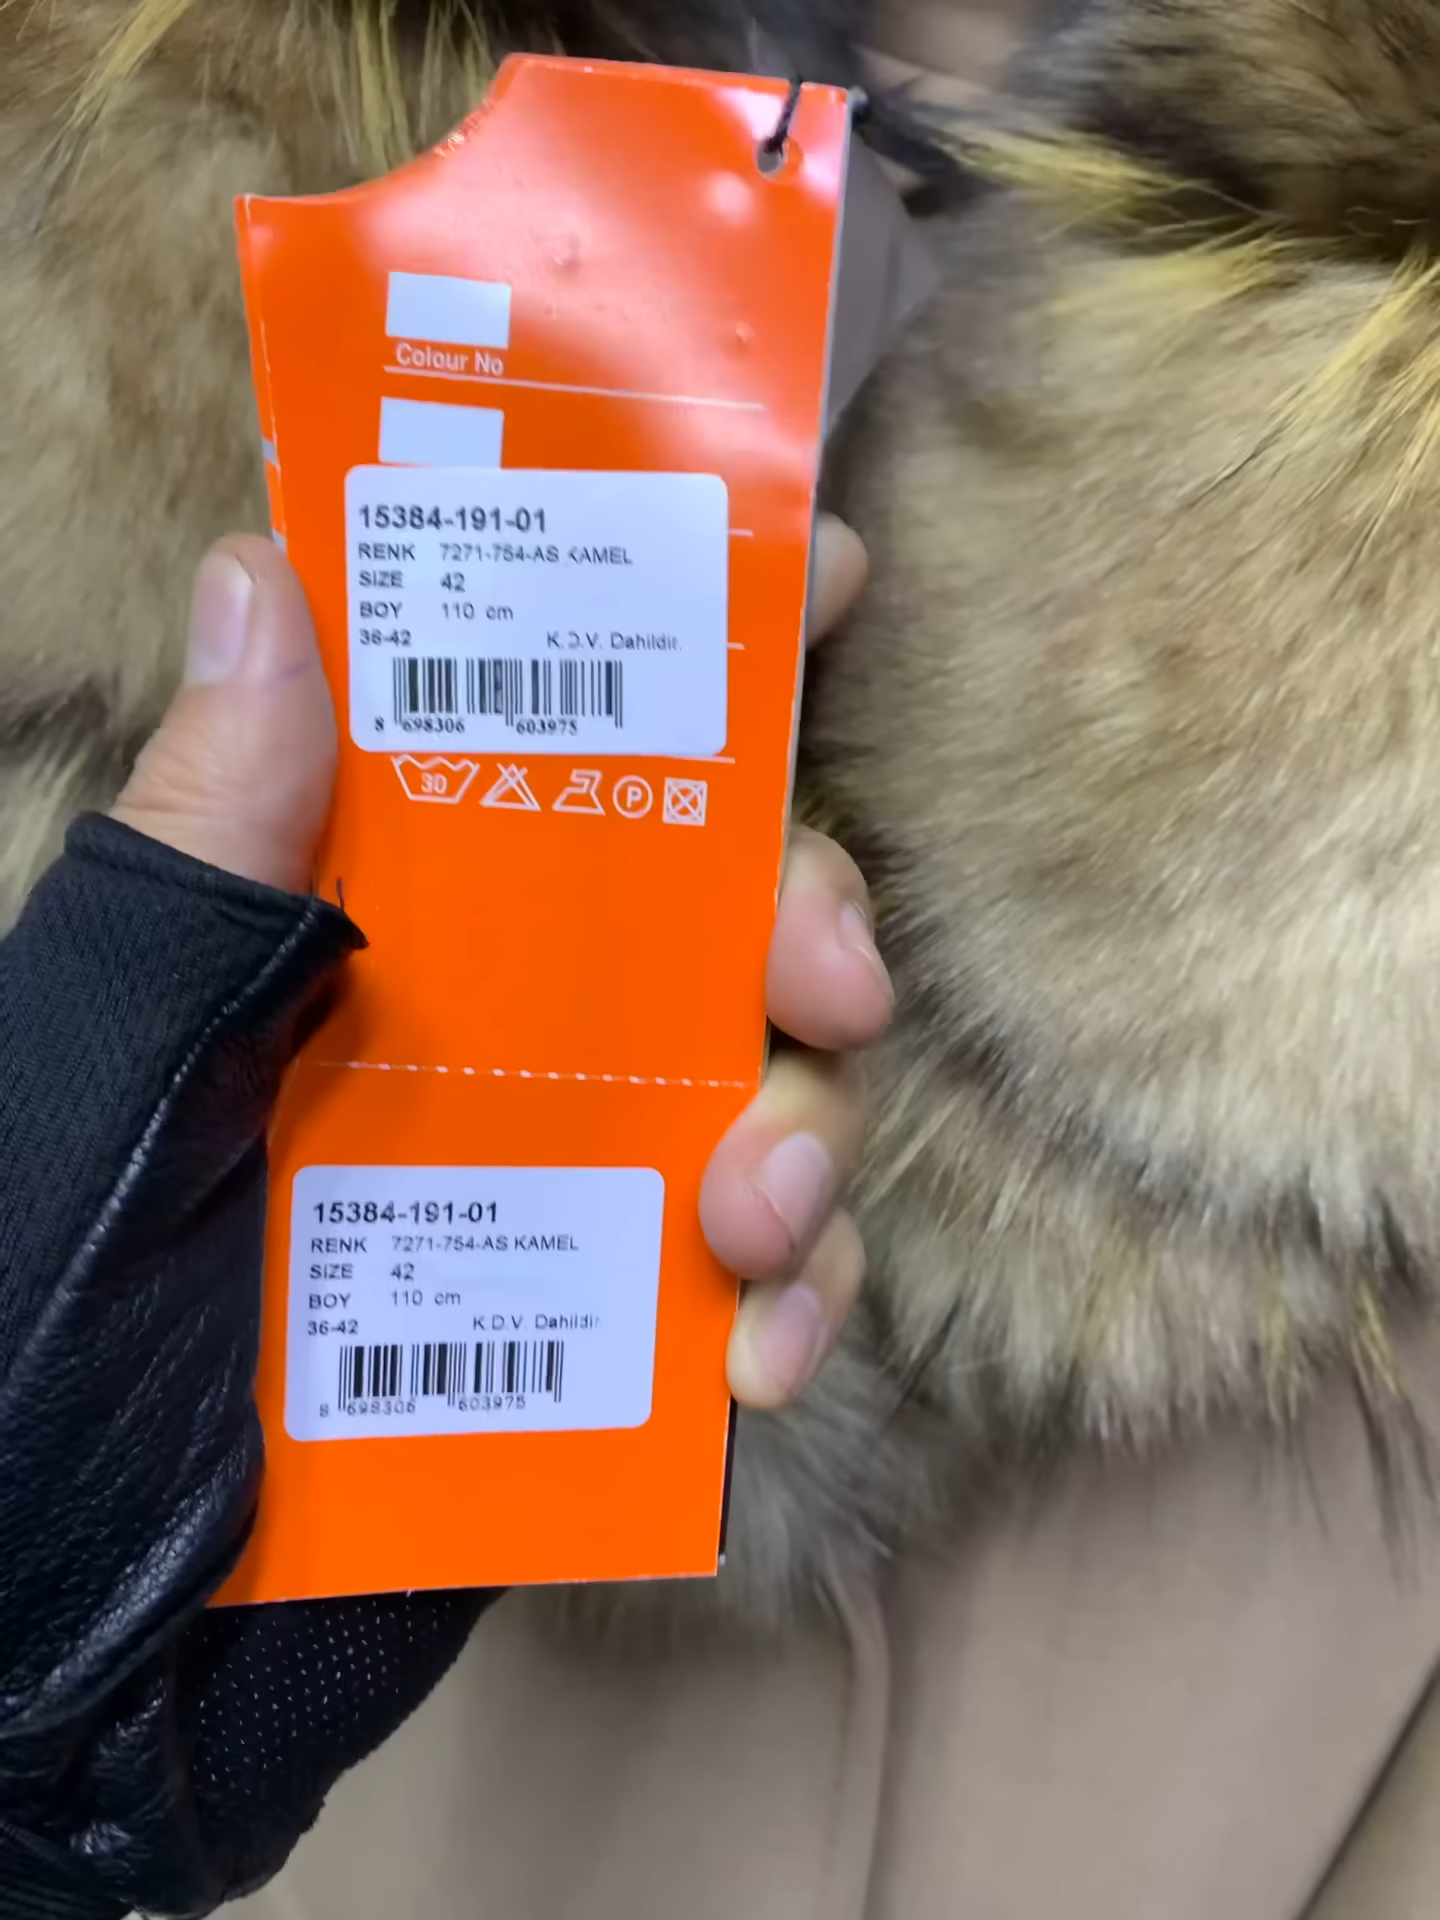 Colour No
15384-191-01
RENK 7271-754-AS KAMEL
SIZE 42
BOY 110 cm
36-42 K.D.V. Dahildir.
8 698306 603975
30 P
15384-191-01
RENK 7271-754-AS KAMEL
SIZE 42
BOY 110 cm
36-42 K.D.V. Dahildir.
8 698306 603975